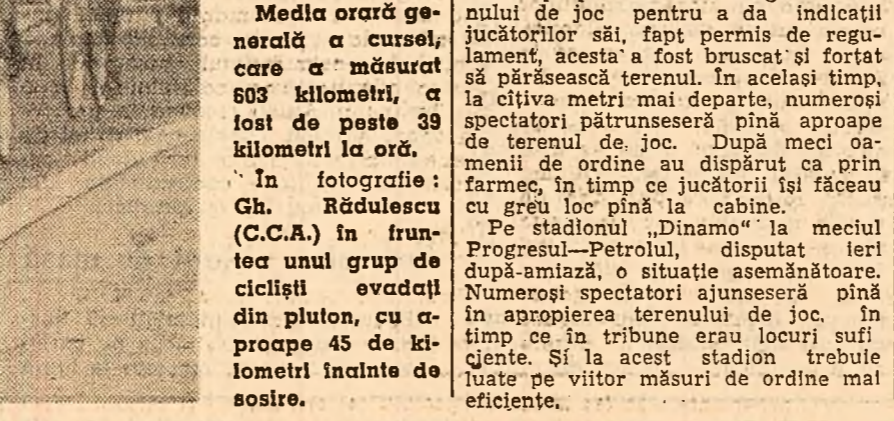 Media orară ge-
nerală a cursei,
care a măsurat
603 kilometri, a
fost de peste 39
kilometri la oră.
În fotografie :
Gh. Rădulescu
(C.C.A.) în frun-
tea unui grup de
cicliști evadați
din pluton, cu a-
proape 45 de ki-
lometri înainte de
sosire.
nului de joc pentru a da indicații
jucătorilor săi, fapt permis de regu-
lament, acesta a fost bruscat și forțat
să părăsească terenul. În același timp,
la cîțiva metri mai departe, numeroși
spectatori pătrunseseră pînă aproape
de terenul de joc. După meci oa-
menii de ordine au dispărut ca prin
farmec, în timp ce jucătorii își făceau
cu greu loc pînă la cabine.
Pe stadionul „Dinamo“ la meciul
Progresul—Petrolul, disputat ieri
după-amiază, o situație asemănătoare.
Numeroși spectatori ajunseseră pînă
în apropierea terenului de joc, în
timp ce în tribune erau locuri sufi
ciente. Și la acest stadion trebuie
luate pe viitor măsuri de ordine mai
eficiente.